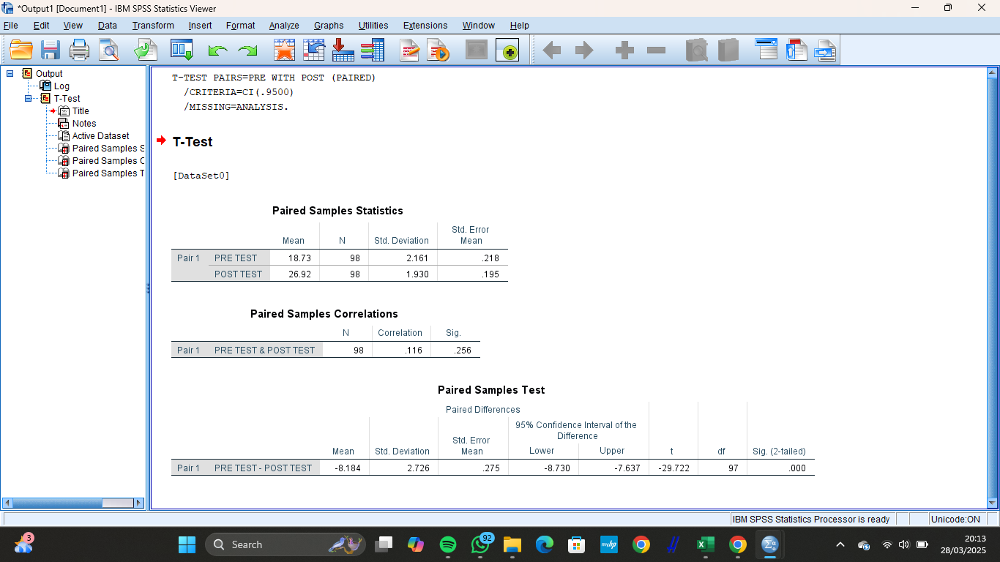 *Output1 [Document1] - IBM SPSS Statistics Viewer
File Edit View Data Transform Insert Format Analyze Graphs Utilities Extensions Window Help
Output
Log
T-Test
Title
Notes
Active Dataset
Paired Samples S
Paired Samples C
Paired Samples T
T-TEST PAIRS=PRE WITH POST (PAIRED)
/CRITERIA=CI(.9500)
/MISSING=ANALYSIS.
T-Test
[DataSet0]
Paired Samples Statistics
Mean N Std. Deviation Std. Error Mean
Pair 1 PRE TEST 18.73 98 2.161 .218
POST TEST 26.92 98 1.930 .195
Paired Samples Correlations
N Correlation Sig.
Pair 1 PRE TEST & POST TEST 98 .116 .256
Paired Samples Test
Paired Differences
95% Confidence Interval of the Difference
Mean Std. Deviation Std. Error Mean Lower Upper t df Sig. (2-tailed)
Pair 1 PRE TEST - POST TEST -8.184 2.726 .275 -8.730 -7.637 -29.722 97 .000
IBM SPSS Statistics Processor is ready Unicode:ON
3
Search
92
myhp
20:13
28/03/2025